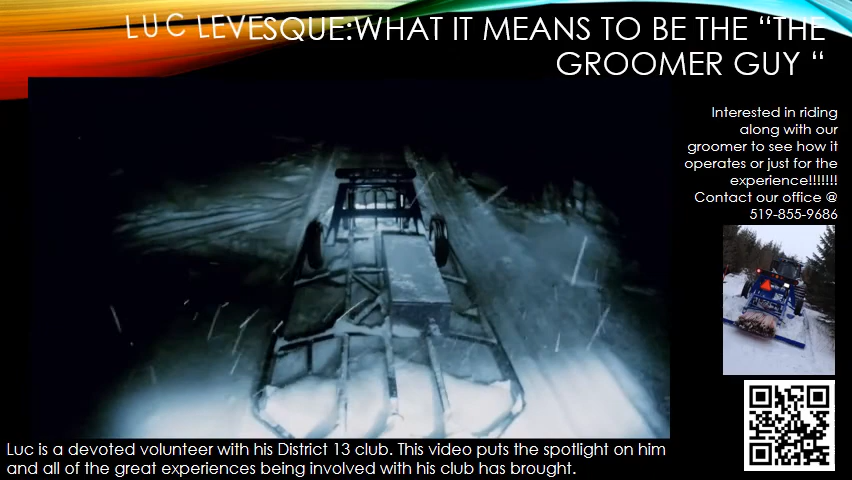 LUC LEVESQUE:WHAT IT MEANS TO BE THE “THE
GROOMER GUY “
Interested in riding
along with our
groomer to see how it
operates or just for the
experience!!!!!!!
Contact our office @
519-855-9686
Luc is a devoted volunteer with his District 13 club. This video puts the spotlight on him
and all of the great experiences being involved with his club has brought.